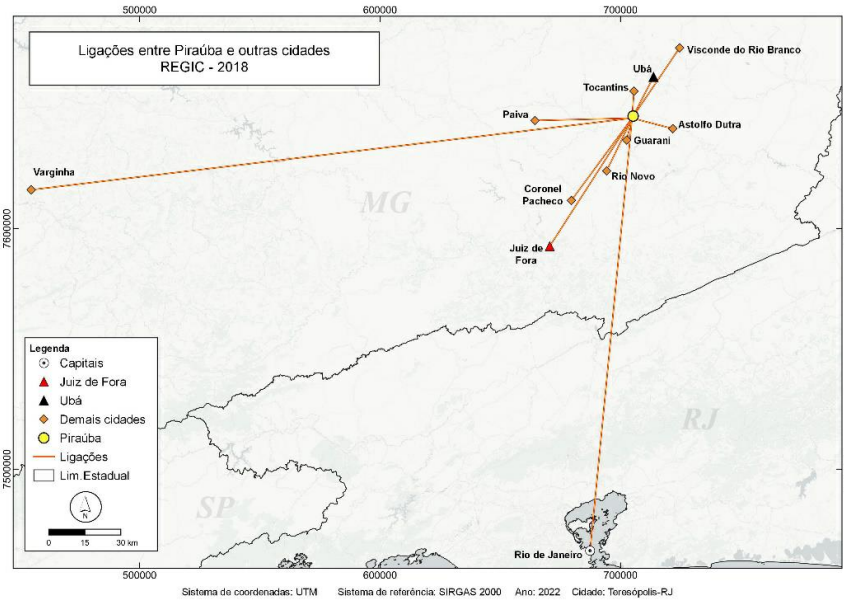 500000
600000
700000
Ligações entre Piraúba e outras cidades
REGIC - 2018
Visconde do Rio Branco
Ubá
Tocantins
Paiva
Astolfo Dutra
Guarani
Varginha
Rio Novo
Coronel
Pacheco
MG
7600000
Juiz de
Fora
Legenda
Capitais
Juiz de Fora
Ubá
Demais cidades
Piraúba
Ligações
Lim.Estadual
N
0 15 30 km
RJ
7500000
SP
Rio de Janeiro
500000
600000
700000
Sistema de coordenadas: UTM Sistema de referência: SIRGAS 2000 Ano: 2022 Cidade: Teresópolis-RJ